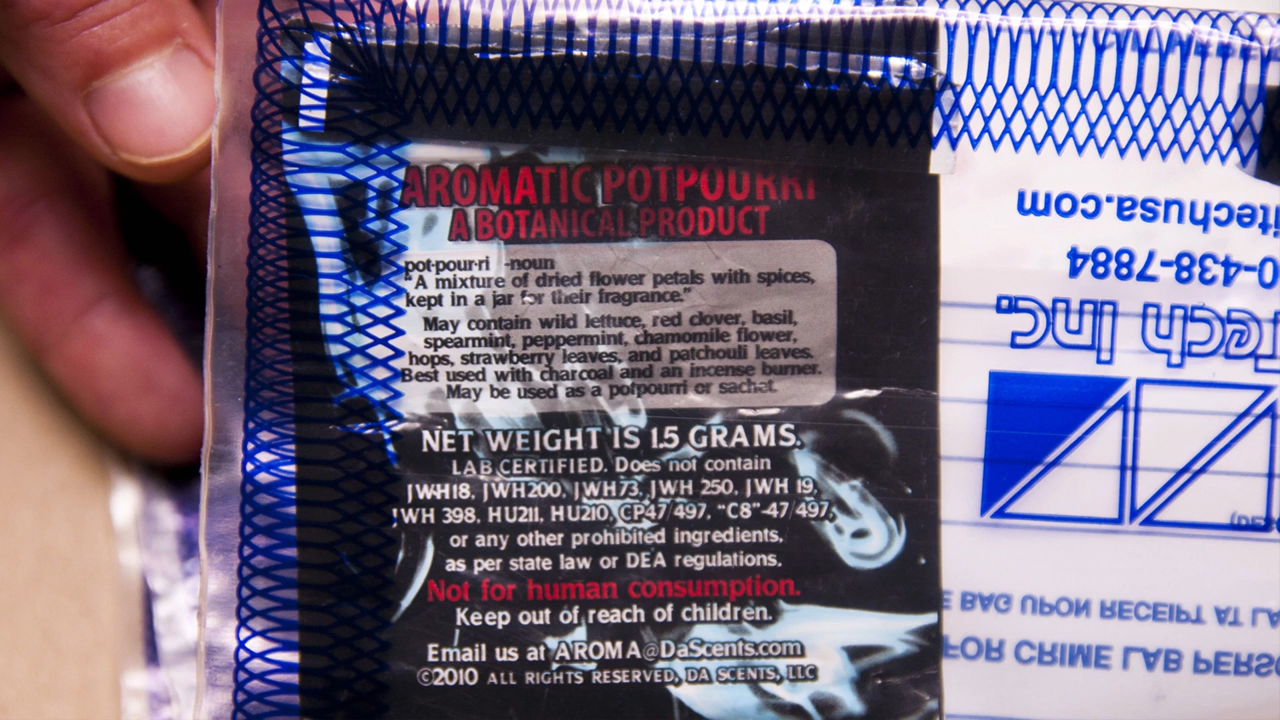 AROMATIC POTPOURRI
A BOTANICAL PRODUCT
pot·pour·ri -noun
"A mixture of dried flower petals with spices,
kept in a jar for their fragrance."
May contain wild lettuce, red clover, basil,
spearmint, peppermint, chamomile flower,
hops, strawberry leaves, and patchouli leaves.
Best used with charcoal and an incense burner.
May be used as a potpourri or sachet.
NET WEIGHT IS 1.5 GRAMS.
LAB CERTIFIED. Does not contain
JWH18, JWH200, JWH73, JWH 250, JWH 19,
JWH 398, HU211, HU210, CP47/497, "C8"-47/497,
or any other prohibited ingredients,
as per state law or DEA regulations.
Not for human consumption.
Keep out of reach of children.
Email us at AROMA@DaScents.com
©2010 ALL RIGHTS RESERVED, DA SCENTS, LLC
itechusa.com
0-438-7884
Tech Inc.
BAG UPON RECEIPT AT
FOR CRIME LAB